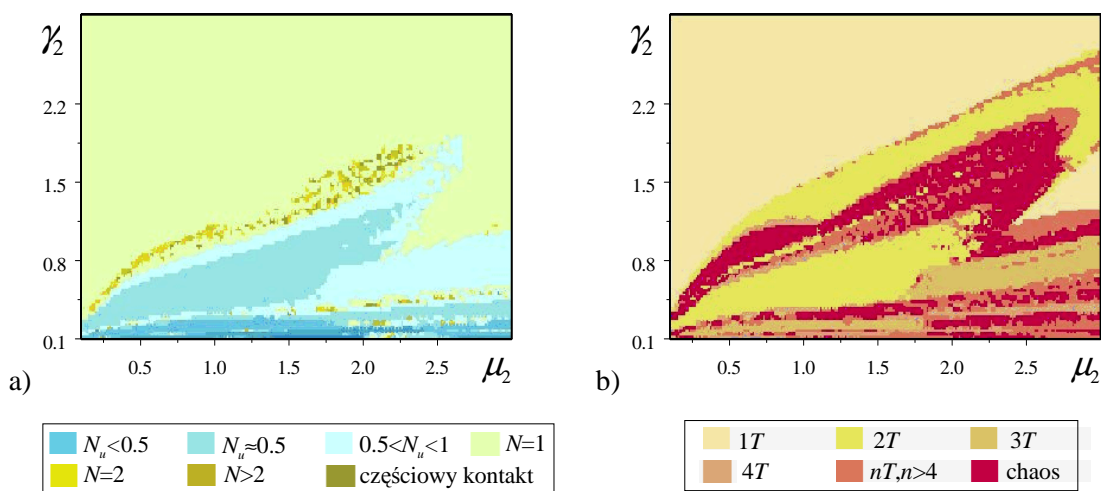 γ₂
2.2
1.5
0.8
0.1
0.5 1.0 1.5 2.0 2.5 μ₂
a)
N_u<0.5 N_u≈0.5 0.5<N_u<1 N=1
N=2 N>2 częściowy kontakt
γ₂
2.2
1.5
0.8
0.1
0.5 1.0 1.5 2.0 2.5 μ₂
b)
1T 2T 3T
4T nT,n>4 chaos